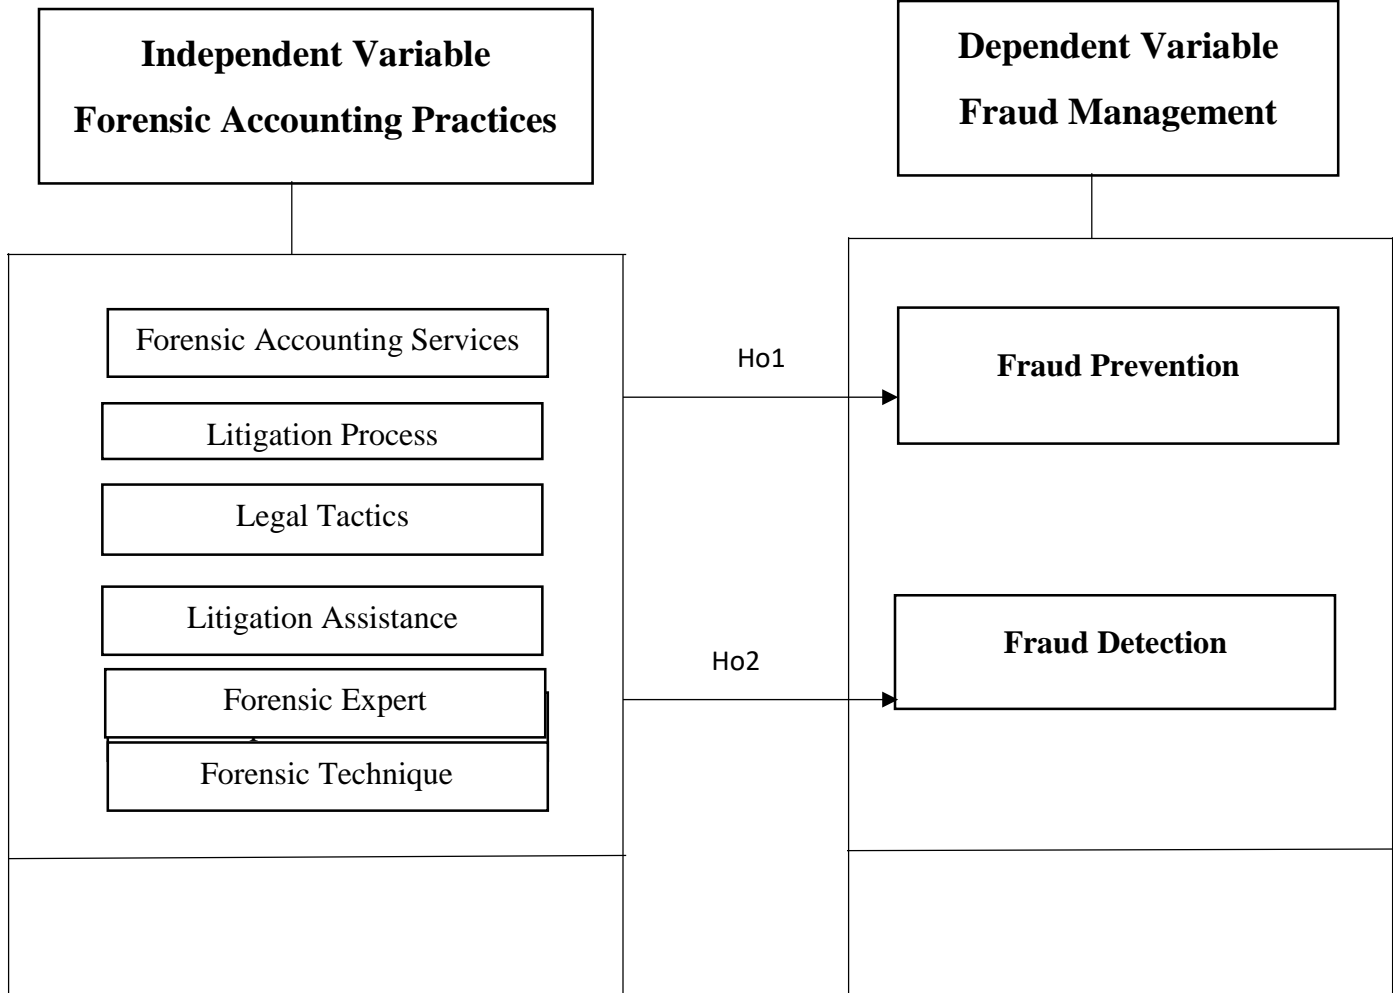 Independent Variable
Forensic Accounting Practices
Dependent Variable
Fraud Management
Forensic Accounting Services
Litigation Process
Legal Tactics
Litigation Assistance
Forensic Expert
Forensic Technique
Ho1
Ho2
Fraud Prevention
Fraud Detection